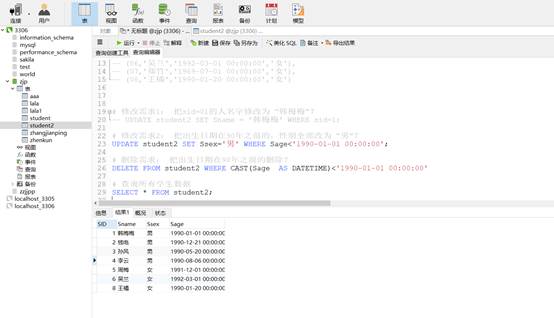 连接 用户 表 视图 函数 事件 查询 报表 备份 计划 模型
3306
information_schema
mysql
performance_schema
sakila
test
world
zjp
表
aaa
lala
lala1
student
student2
zhangjianping
zhenkun
视图
函数
事件
查询
报表
备份
zzjjpp
localhost_3305
localhost_3306
对象 * 无标题 @zjp (3306) ... student2 @zjp (3306) ...
运行 停止 解释 新建 保存 另存为 美化 SQL 备注 导出结果
查询创建工具 查询编辑器
13 -- (06,'吴兰','1992-03-01 00:00:00','女'),
14 -- (07,'郑竹','1989-07-01 00:00:00','女'),
15 -- (08,'王楠','1990-01-20 00:00:00','女')
19 # 修改需求1： 把sid=01的人名字修改为“韩梅梅”?
20 -- UPDATE student2 SET Sname = '韩梅梅' WHERE sid=1;
22 # 修改需求2： 把出生日期在90年之前的、性别全部改为“男”?
23 UPDATE student2 SET Ssex='男' WHERE Sage<'1990-01-01 00:00:00';
25 # 删除需求： 把出生日期在90年之前的删除?
26 DELETE FROM student2 WHERE CAST(Sage AS DATETIME)<'1990-01-01 00:00:00'
28 # 查询所有学生数据
29 SELECT * FROM student2;
信息 结果1 概况 状态
SID Sname Ssex Sage
1 韩梅梅 男 1990-01-01 00:00:00
2 钱电 男 1990-12-21 00:00:00
3 孙风 男 1990-05-20 00:00:00
4 李云 男 1990-08-06 00:00:00
5 周梅 女 1991-12-01 00:00:00
6 吴兰 女 1992-03-01 00:00:00
8 王楠 女 1990-01-20 00:00:00